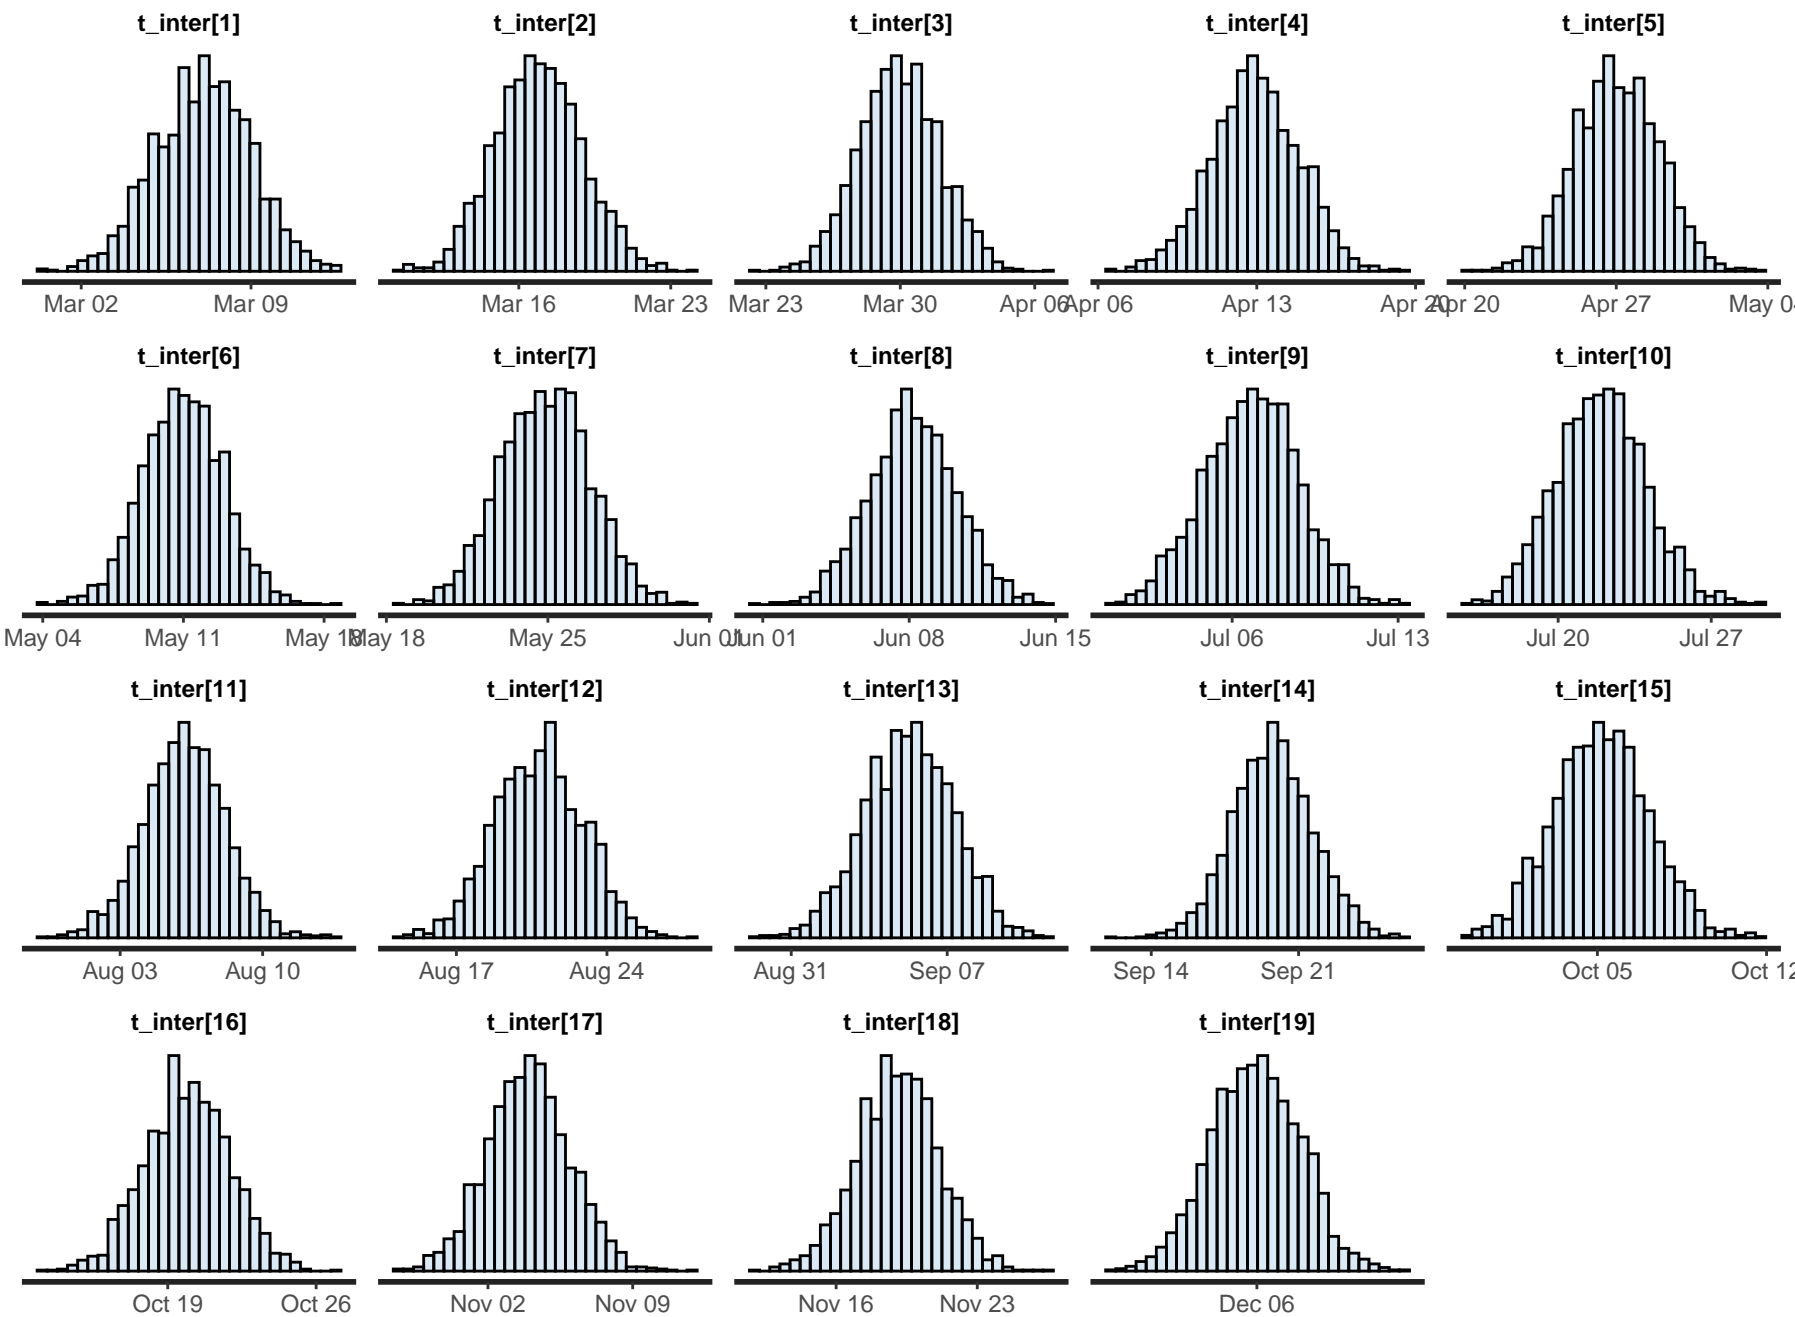 t_inter[1] t_inter[2] t_inter[3] t_inter[4] t_inter[5]
Mar 02 Mar 09 Mar 16 Mar 23 Mar 23 Mar 30 Apr 06 Apr 06 Apr 13 Apr 20 Apr 20 Apr 27 May 04
t_inter[6] t_inter[7] t_inter[8] t_inter[9] t_inter[10]
May 04 May 11 May 18 May 18 May 25 Jun 01 Jun 01 Jun 08 Jun 15 Jul 06 Jul 13 Jul 20 Jul 27
t_inter[11] t_inter[12] t_inter[13] t_inter[14] t_inter[15]
Aug 03 Aug 10 Aug 17 Aug 24 Aug 31 Sep 07 Sep 14 Sep 21 Oct 05 Oct 12
t_inter[16] t_inter[17] t_inter[18] t_inter[19]
Oct 19 Oct 26 Nov 02 Nov 09 Nov 16 Nov 23 Dec 06